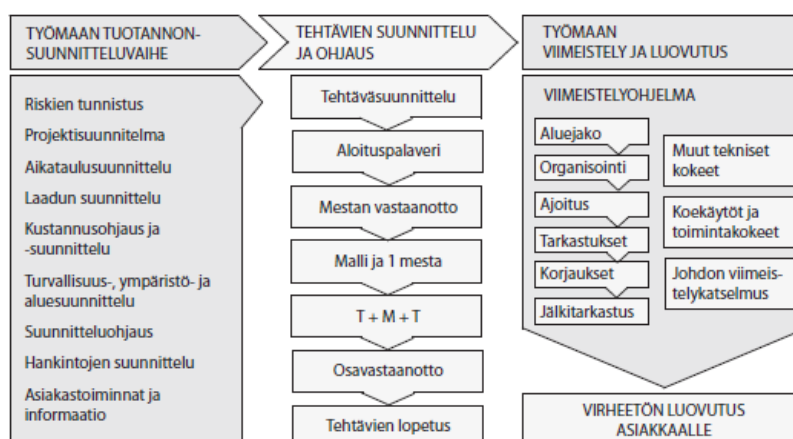 TYÖMAAN TUOTANNON-
SUUNNITTELUVAIHE
Riskien tunnistus
Projektisuunnitelma
Aikataulusuunnittelu
Laadun suunnittelu
Kustannusohjaus ja
-suunnittelu
Turvallisuus-, ympäristö- ja
aluesuunnittelu
Suunnitteluohjaus
Hankintojen suunnittelu
Asiakastoiminnat ja
informaatio
TEHTÄVIEN SUUNNITTELU
JA OHJAUS
Tehtäväsuunnittelu
Aloituspalaveri
Mestan vastaanotto
Malli ja 1 mesta
T + M + T
Osavastaanotto
Tehtävien lopetus
TYÖMAAN
VIIMEISTELY JA LUOVUTUS
VIIMEISTELYOHJELMA
Aluejako
Organisointi
Ajoitus
Tarkastukset
Korjaukset
Jälkitarkastus
Muut tekniset
kokeet
Koekäytöt ja
toimintakokeet
Johdon viimeis-
telykatselmus
VIRHEETÖN LUOVUTUS
ASIAKKAALLE